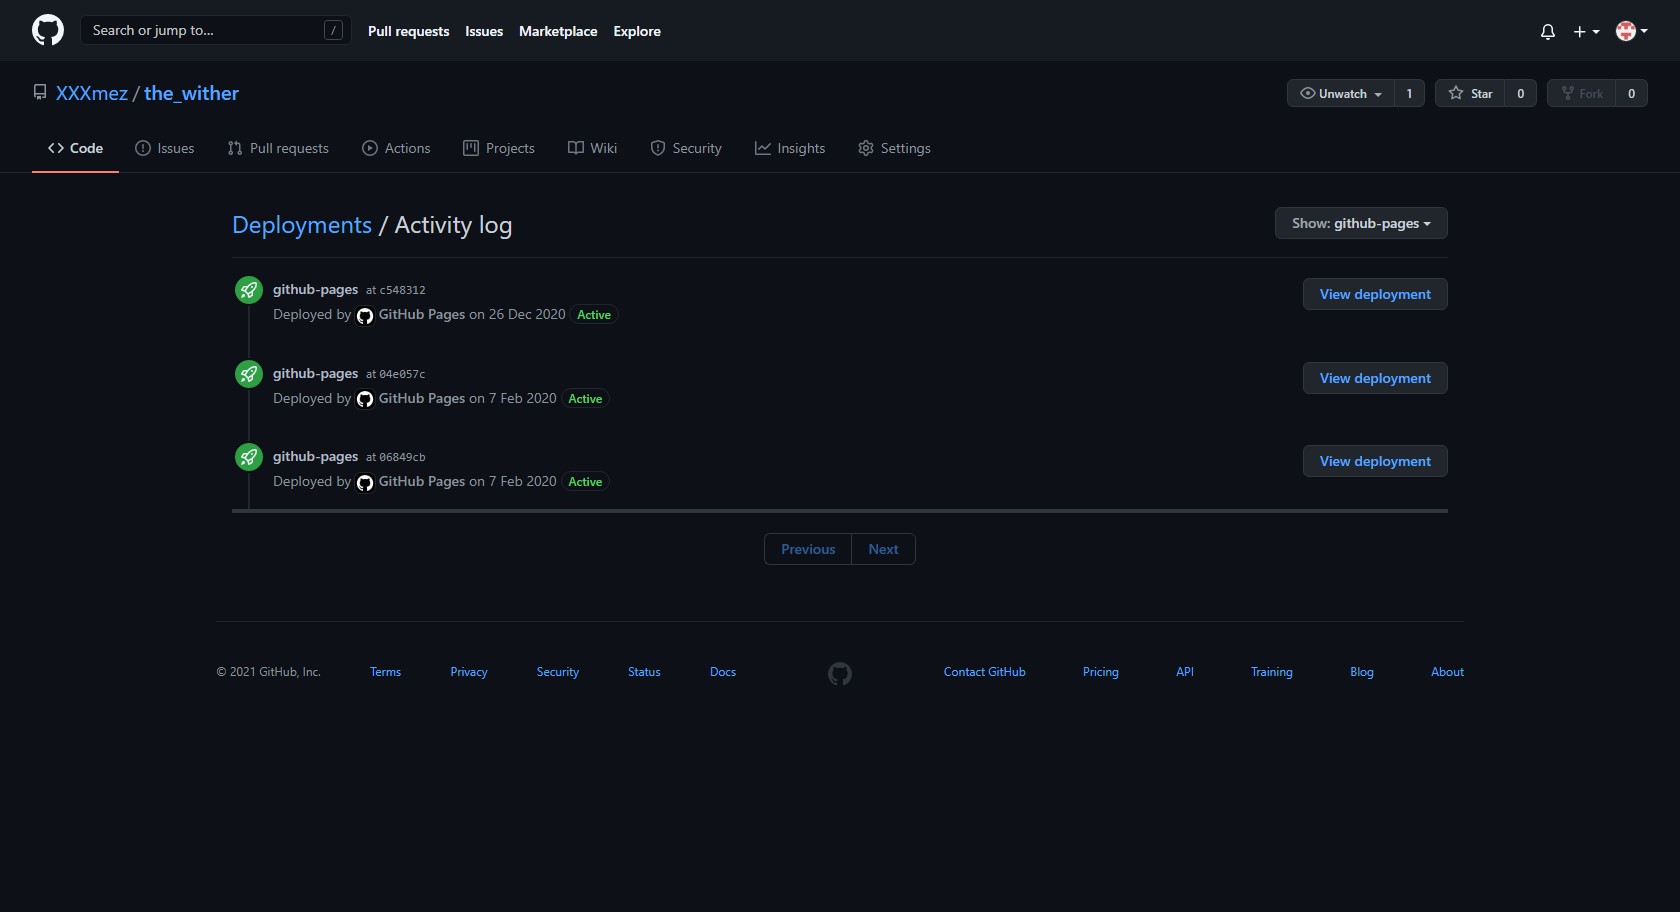 Search or jump to... /
Pull requests Issues Marketplace Explore
XXXmez / the_wither
Unwatch 1 Star 0 Fork 0
Code Issues Pull requests Actions Projects Wiki Security Insights Settings
Deployments / Activity log
Show: github-pages
github-pages at c548312
View deployment
Deployed by GitHub Pages on 26 Dec 2020 Active
github-pages at 04e057c
View deployment
Deployed by GitHub Pages on 7 Feb 2020 Active
github-pages at 06849cb
View deployment
Deployed by GitHub Pages on 7 Feb 2020 Active
Previous Next
© 2021 GitHub, Inc. Terms Privacy Security Status Docs Contact GitHub Pricing API Training Blog About